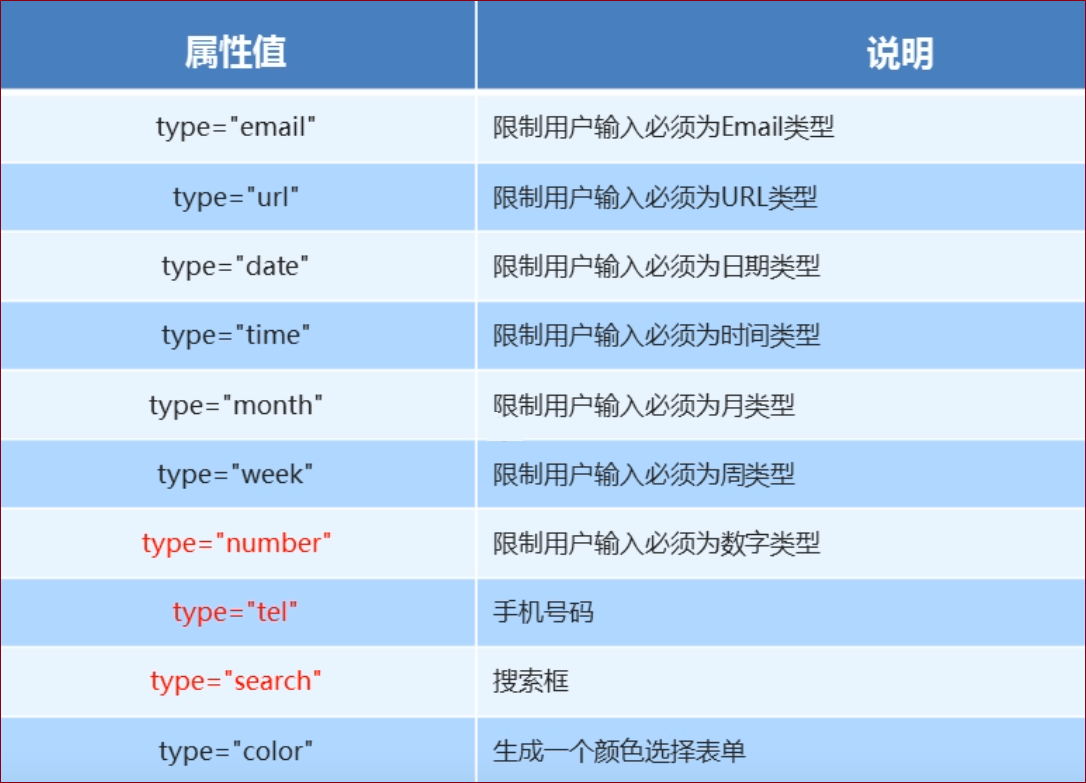 属性值 说明
type="email" 限制用户输入必须为Email类型
type="url" 限制用户输入必须为URL类型
type="date" 限制用户输入必须为日期类型
type="time" 限制用户输入必须为时间类型
type="month" 限制用户输入必须为月类型
type="week" 限制用户输入必须为周类型
type="number" 限制用户输入必须为数字类型
type="tel" 手机号码
type="search" 搜索框
type="color" 生成一个颜色选择表单